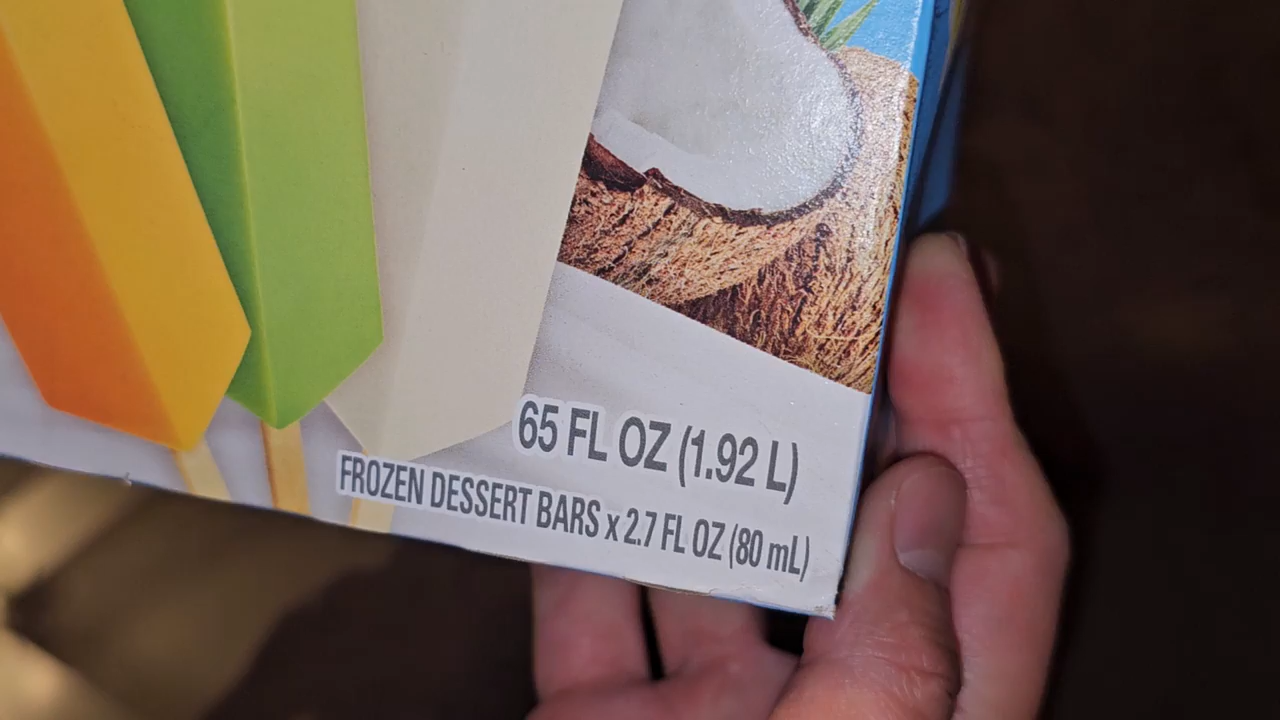 65 FL OZ (1.92 L)
FROZEN DESSERT BARS x 2.7 FL OZ (80 mL)